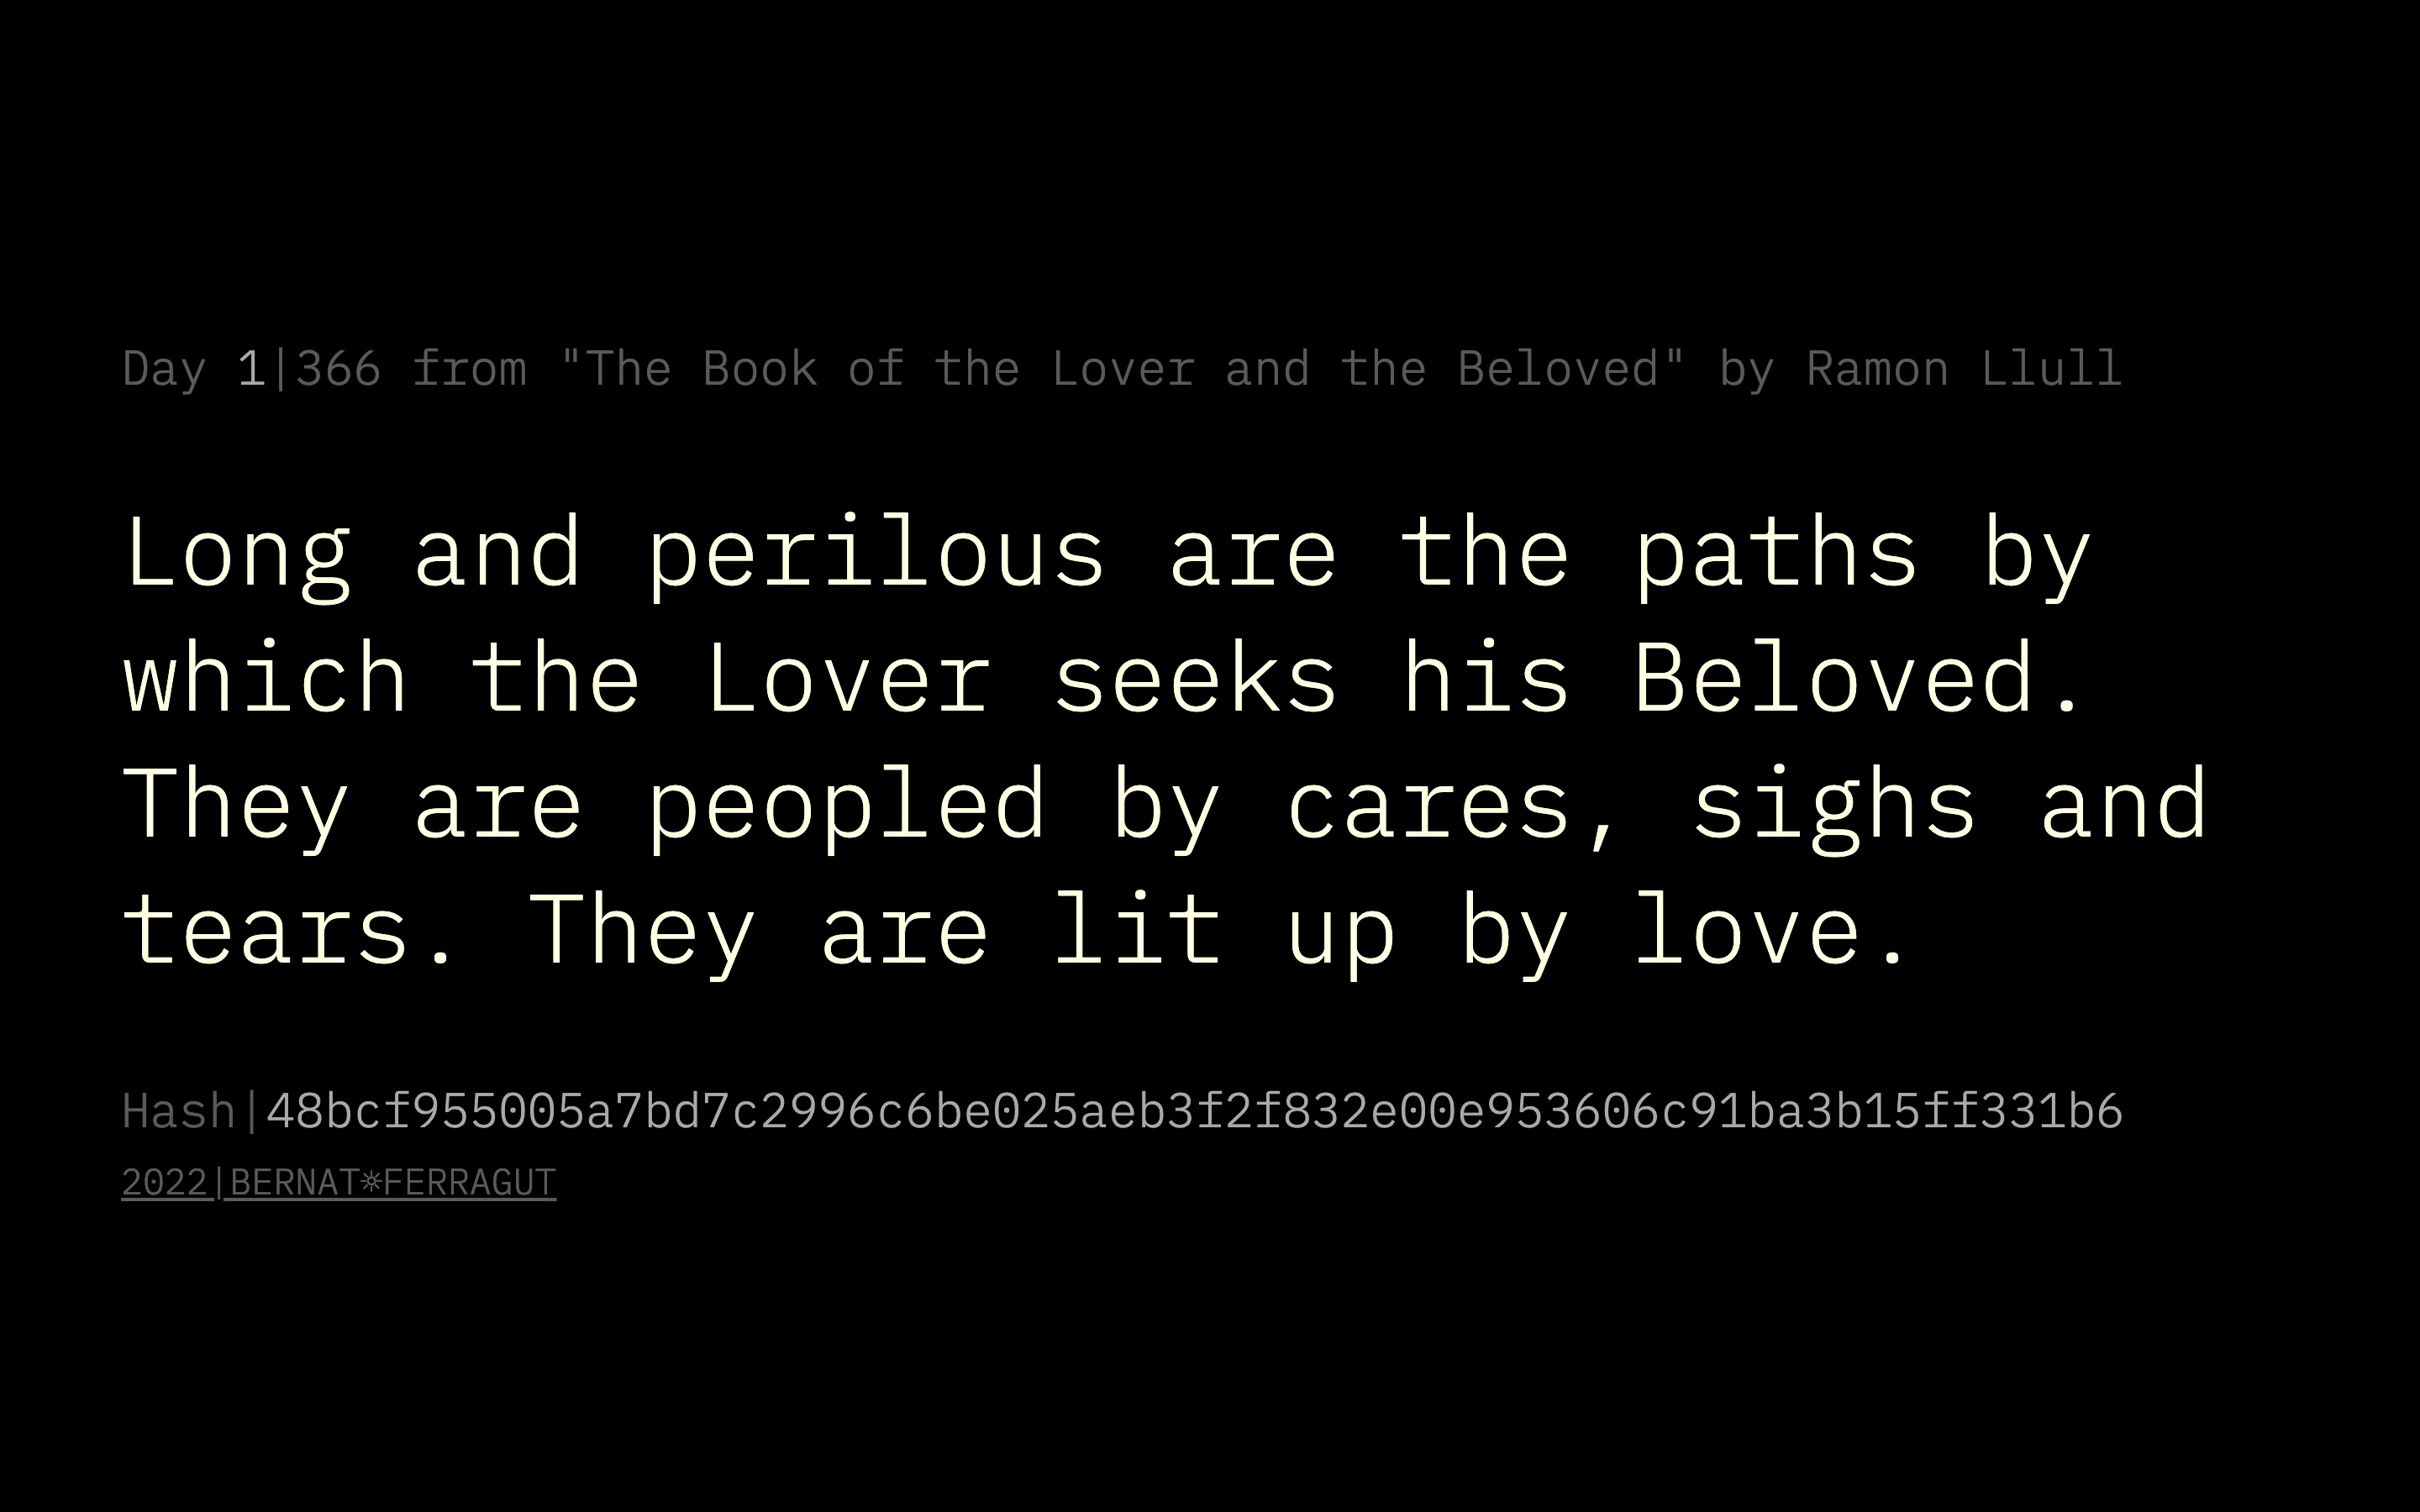 Day 1|366 from "The Book of the Lover and the Beloved" by Ramon Llull
Long and perilous are the paths by
which the Lover seeks his Beloved.
They are peopled by cares, sighs and
tears. They are lit up by love.
Hash|48bcf955005a7bd7c2996c6be025aeb3f2f832e00e953606c91ba3b15ff331b6
2022|BERNAT☼FERRAGUT